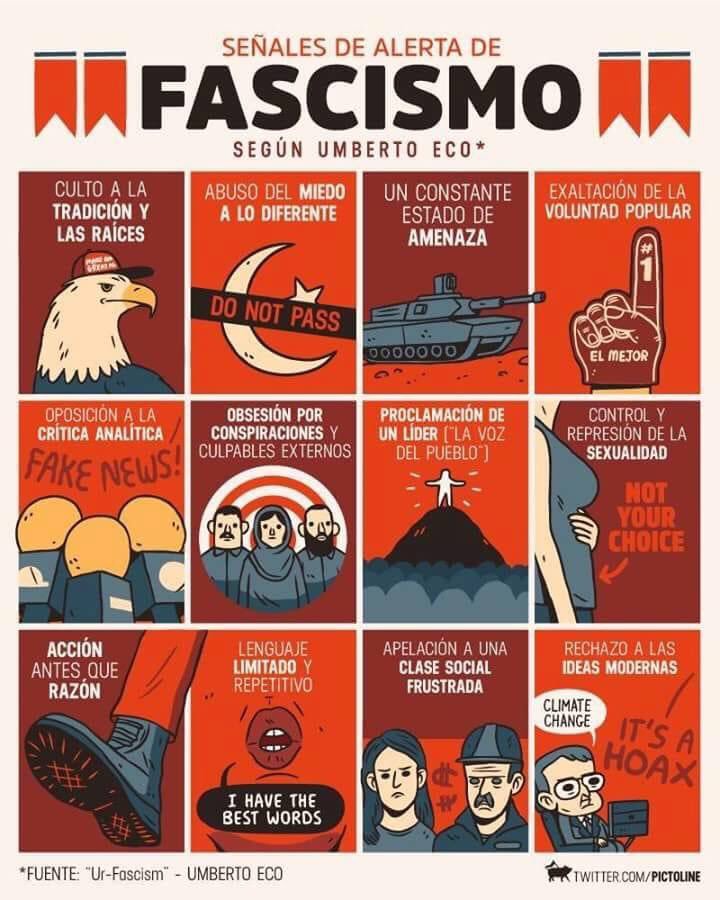 SEÑALES DE ALERTA DE
FASCISMO
SEGÚN UMBERTO ECO*
CULTO A LA
TRADICIÓN Y
LAS RAÍCES
ABUSO DEL MIEDO
A LO DIFERENTE
DO NOT PASS
UN CONSTANTE
ESTADO DE
AMENAZA
EXALTACIÓN DE LA
VOLUNTAD POPULAR
#
1
EL MEJOR
OPOSICIÓN A LA
CRÍTICA ANALÍTICA
FAKE NEWS!
OBSESIÓN POR
CONSPIRACIONES Y
CULPABLES EXTERNOS
PROCLAMACIÓN DE
UN LÍDER ("LA VOZ
DEL PUEBLO")
CONTROL Y
REPRESIÓN DE LA
SEXUALIDAD
NOT
YOUR
CHOICE
ACCIÓN
ANTES QUE
RAZÓN
LENGUAJE
LIMITADO Y
REPETITIVO
I HAVE THE
BEST WORDS
APELACIÓN A UNA
CLASE SOCIAL
FRUSTRADA
RECHAZO A LAS
IDEAS MODERNAS
CLIMATE
CHANGE
IT'S A
HOAX
*FUENTE: "Ur-Fascism" - UMBERTO ECO
TWITTER.COM/PICTOLINE